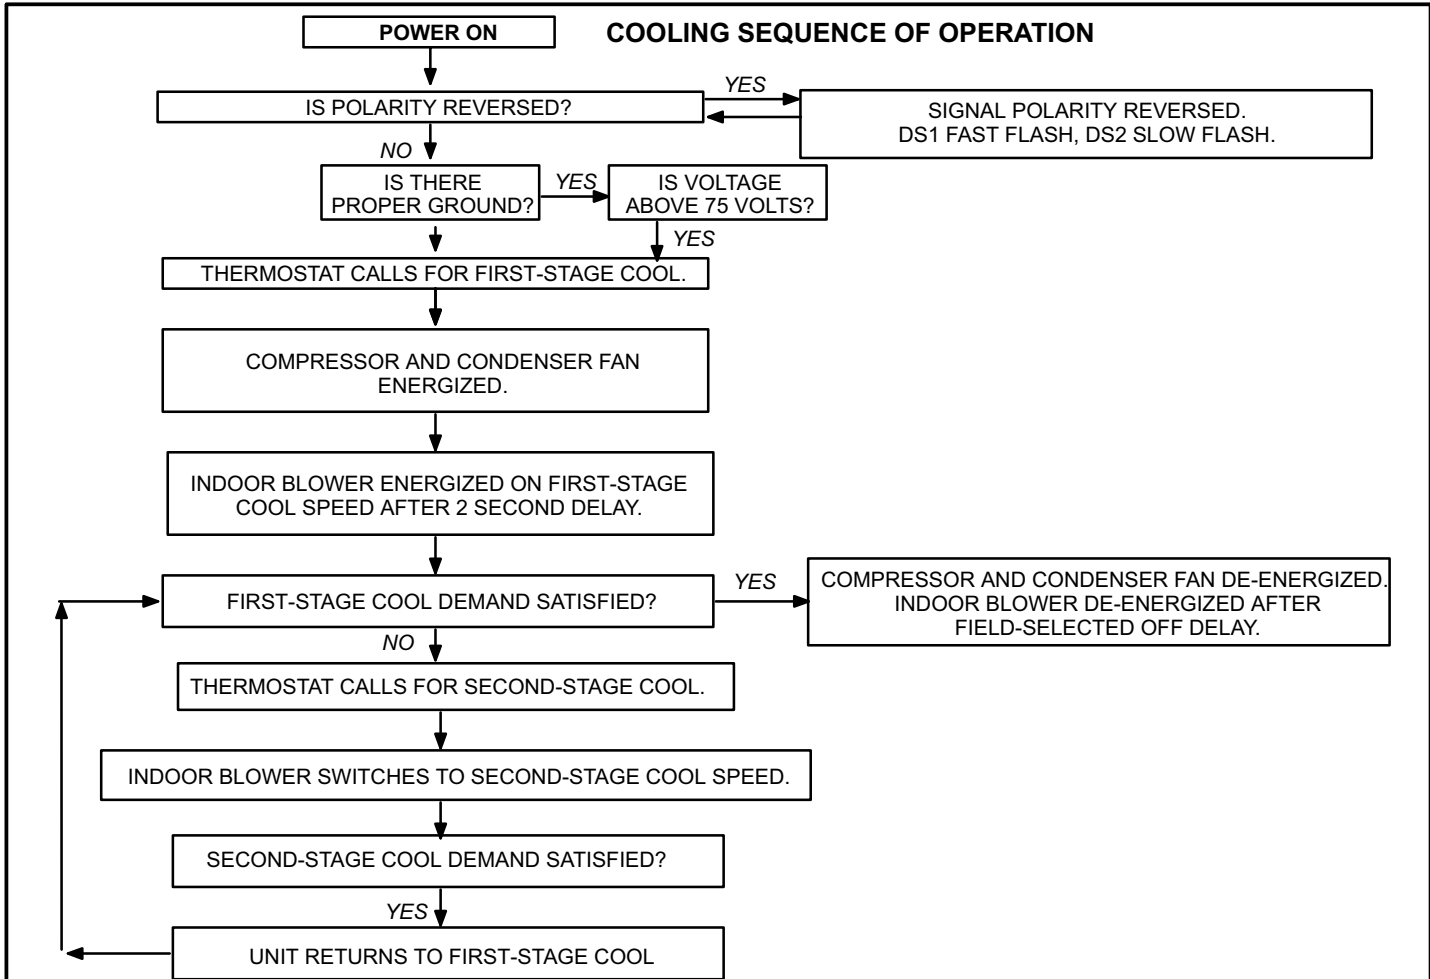 POWER ON
COOLING SEQUENCE OF OPERATION
IS POLARITY REVERSED?
YES
SIGNAL POLARITY REVERSED.
DS1 FAST FLASH, DS2 SLOW FLASH.
NO
IS THERE
PROPER GROUND?
YES
IS VOLTAGE
ABOVE 75 VOLTS?
YES
THERMOSTAT CALLS FOR FIRST-STAGE COOL.
COMPRESSOR AND CONDENSER FAN
ENERGIZED.
INDOOR BLOWER ENERGIZED ON FIRST-STAGE
COOL SPEED AFTER 2 SECOND DELAY.
FIRST-STAGE COOL DEMAND SATISFIED?
YES
COMPRESSOR AND CONDENSER FAN DE-ENERGIZED.
INDOOR BLOWER DE-ENERGIZED AFTER
FIELD-SELECTED OFF DELAY.
NO
THERMOSTAT CALLS FOR SECOND-STAGE COOL.
INDOOR BLOWER SWITCHES TO SECOND-STAGE COOL SPEED.
SECOND-STAGE COOL DEMAND SATISFIED?
YES
UNIT RETURNS TO FIRST-STAGE COOL